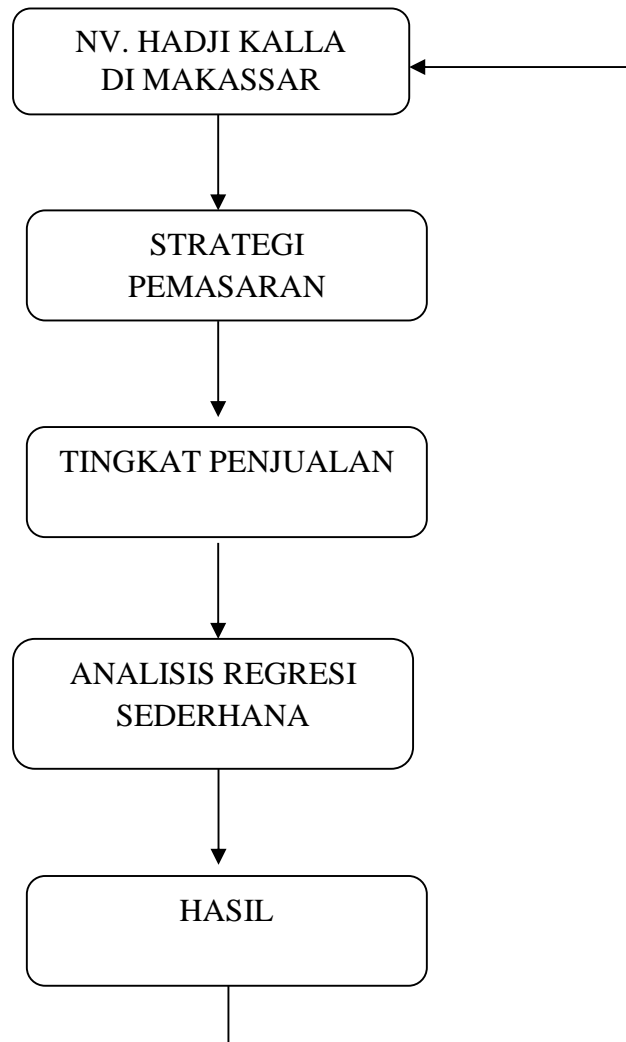 NV. HADJI KALLA
DI MAKASSAR
STRATEGI
PEMASARAN
TINGKAT PENJUALAN
ANALISIS REGRESI
SEDERHANA
HASIL